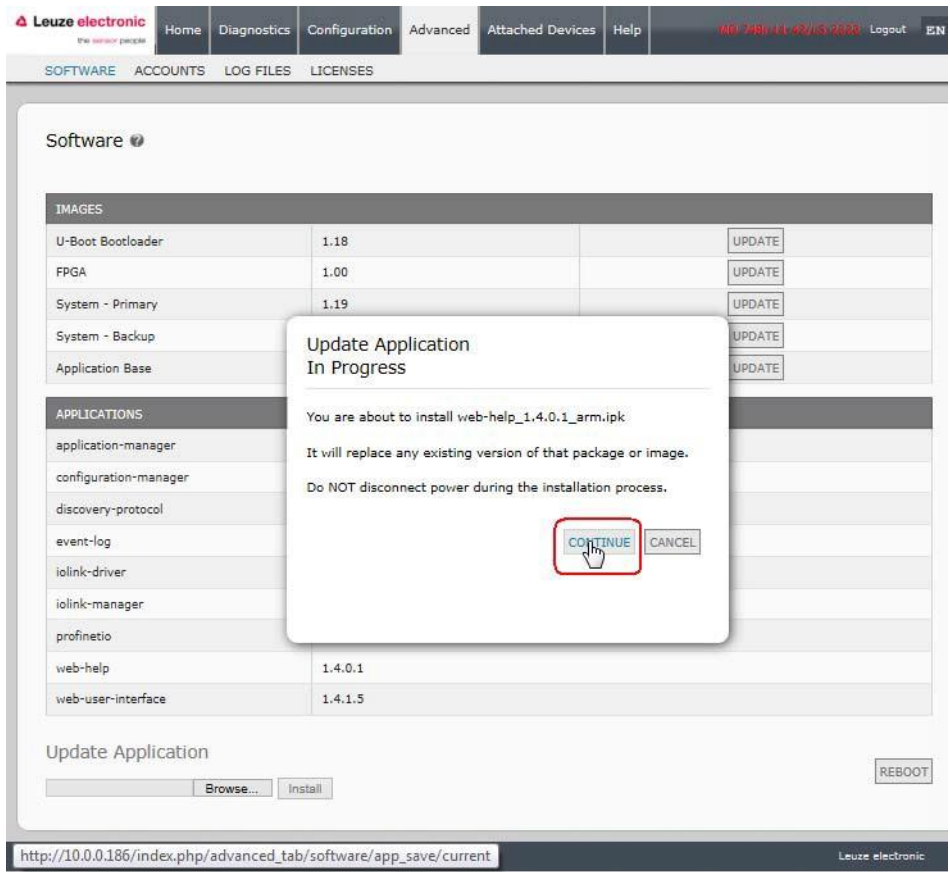 Leuze electronic
the sensor people
Home Diagnostics Configuration Advanced Attached Devices Help
Logout EN
SOFTWARE ACCOUNTS LOG FILES LICENSES
Software
IMAGES
U-Boot Bootloader 1.18 UPDATE
FPGA 1.00 UPDATE
System - Primary 1.19 UPDATE
System - Backup UPDATE
Application Base UPDATE
Update Application
In Progress
You are about to install web-help_1.4.0.1_arm.ipk
It will replace any existing version of that package or image.
Do NOT disconnect power during the installation process.
CONTINUE CANCEL
APPLICATIONS
application-manager
configuration-manager
discovery-protocol
event-log
iolink-driver
iolink-manager
profinetio
web-help 1.4.0.1
web-user-interface 1.4.1.5
Update Application
Browse... Install
REBOOT
http://10.0.0.186/index.php/advanced_tab/software/app_save/current
Leuze electronic